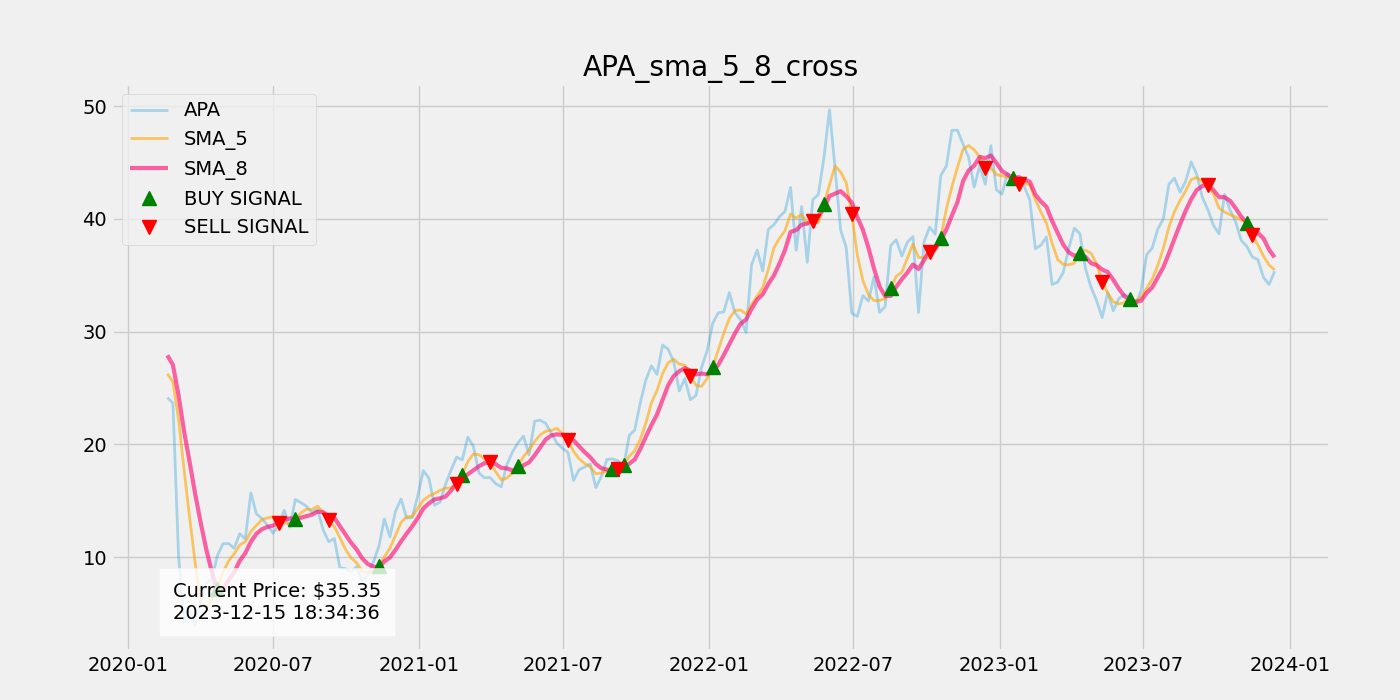 APA_sma_5_8_cross
APA
SMA_5
SMA_8
BUY SIGNAL
SELL SIGNAL
50
40
30
20
10
Current Price: $35.35
2023-12-15 18:34:36
2020-01
2020-07
2021-01
2021-07
2022-01
2022-07
2023-01
2023-07
2024-01